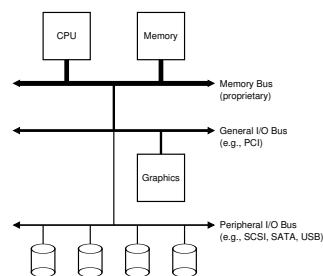 CPU
Memory
Memory Bus
(proprietary)
General I/O Bus
(e.g., PCI)
Graphics
Peripheral I/O Bus
(e.g., SCSI, SATA, USB)